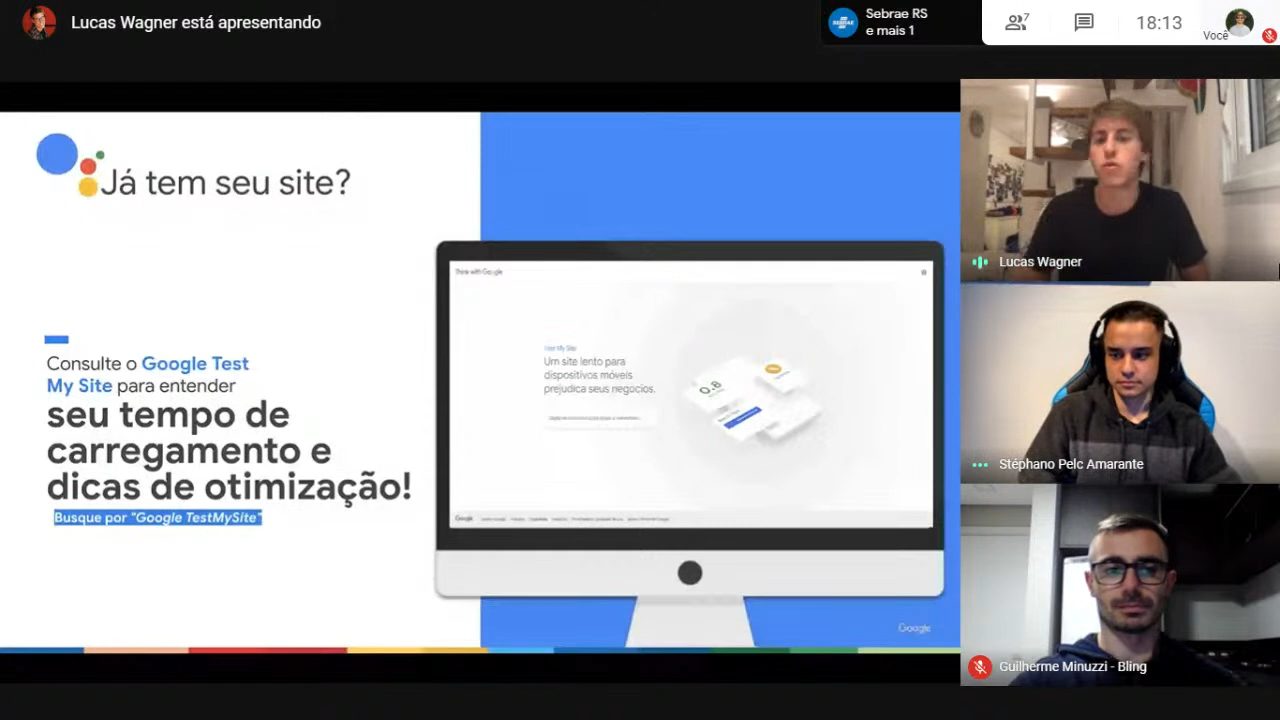 Lucas Wagner está apresentando
Sebrae RS
e mais 1
7
18:13
Você
Já tem seu site?
Consulte o Google Test
My Site para entender
seu tempo de
carregamento e
dicas de otimização!
Busque por "Google TestMySite"
Think with Google
Test My Site
Um site lento para
dispositivos móveis
prejudica seus negocios.
0.8
Google
Google
Lucas Wagner
Stéphano Pelc Amarante
Guilherme Minuzzi - Bling